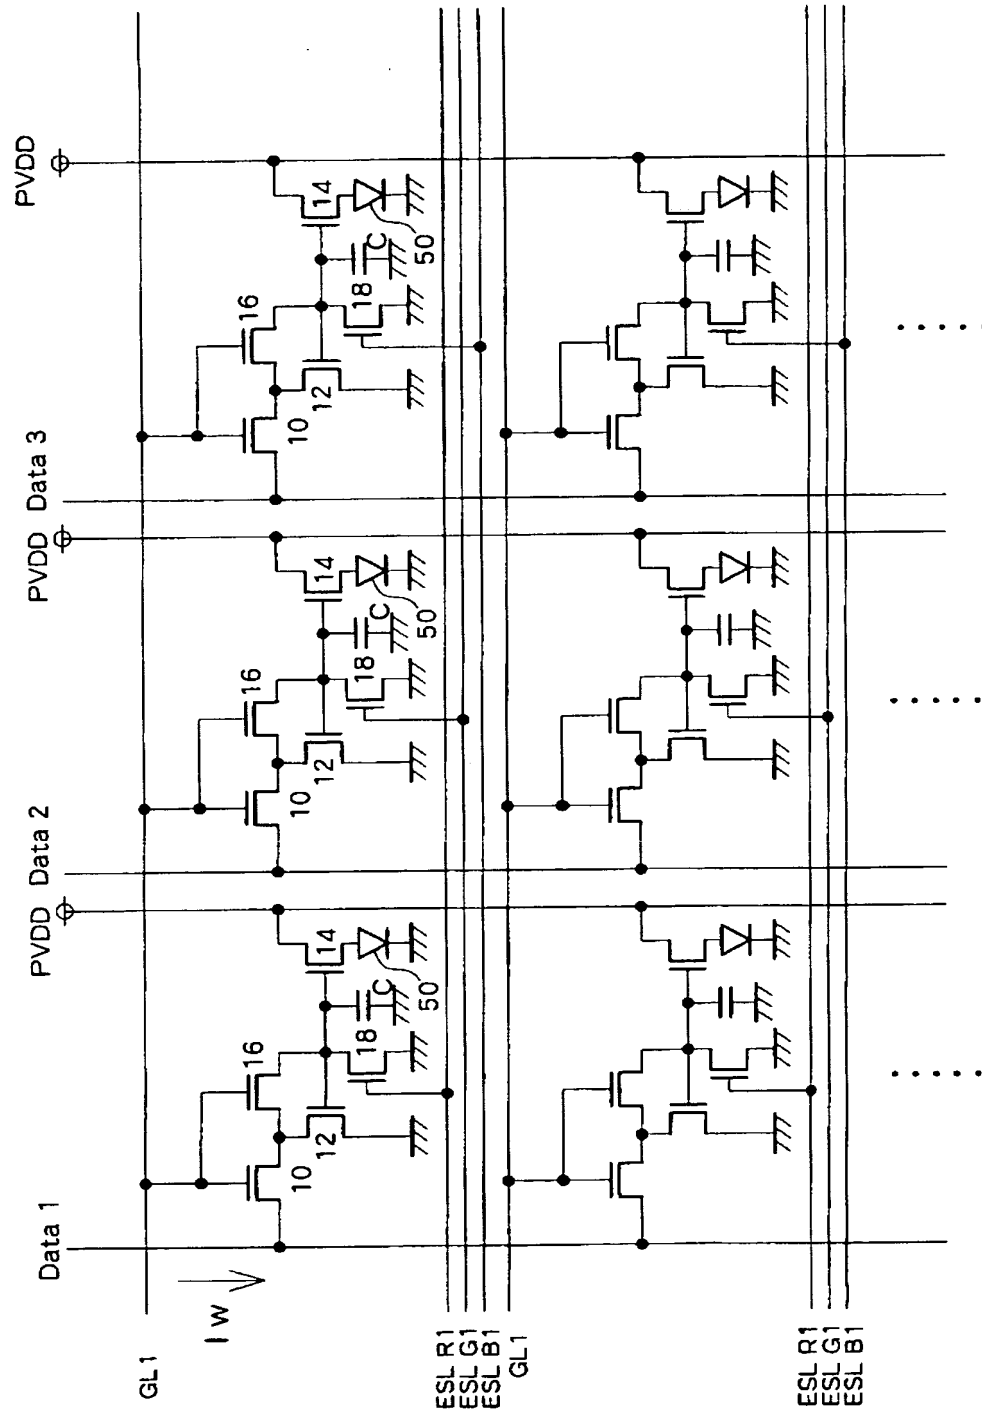 Data 1
PVDD
Data 2
PVDD
Data 3
PVDD
GL1
I W
16
16
16
10
10
10
12
12
12
14
14
14
18
18
18
C
C
C
50
50
50
ESL R1
ESL G1
ESL B1
GL1
ESL R1
ESL G1
ESL B1